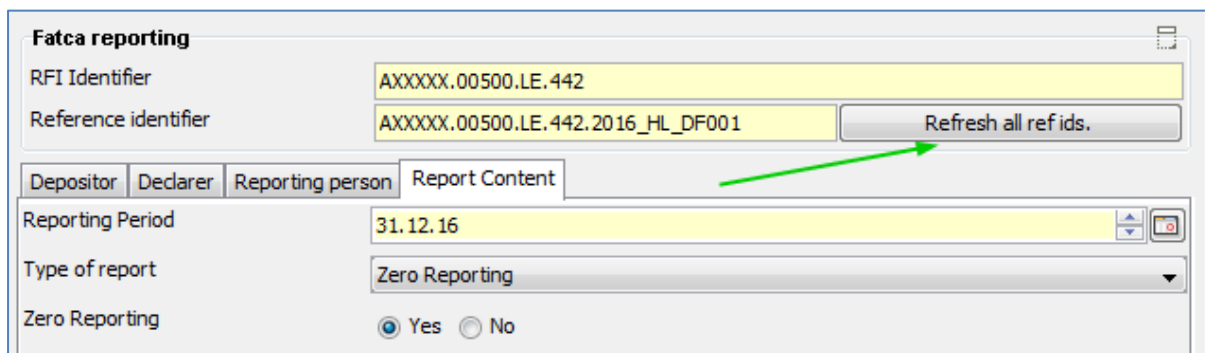 Fatca reporting
RFI Identifier AXXXXX.00500.LE.442
Reference identifier AXXXXX.00500.LE.442.2016_HL_DF001 Refresh all ref ids.
Depositor Declarer Reporting person Report Content
Reporting Period 31.12.16
Type of report Zero Reporting
Zero Reporting Yes No